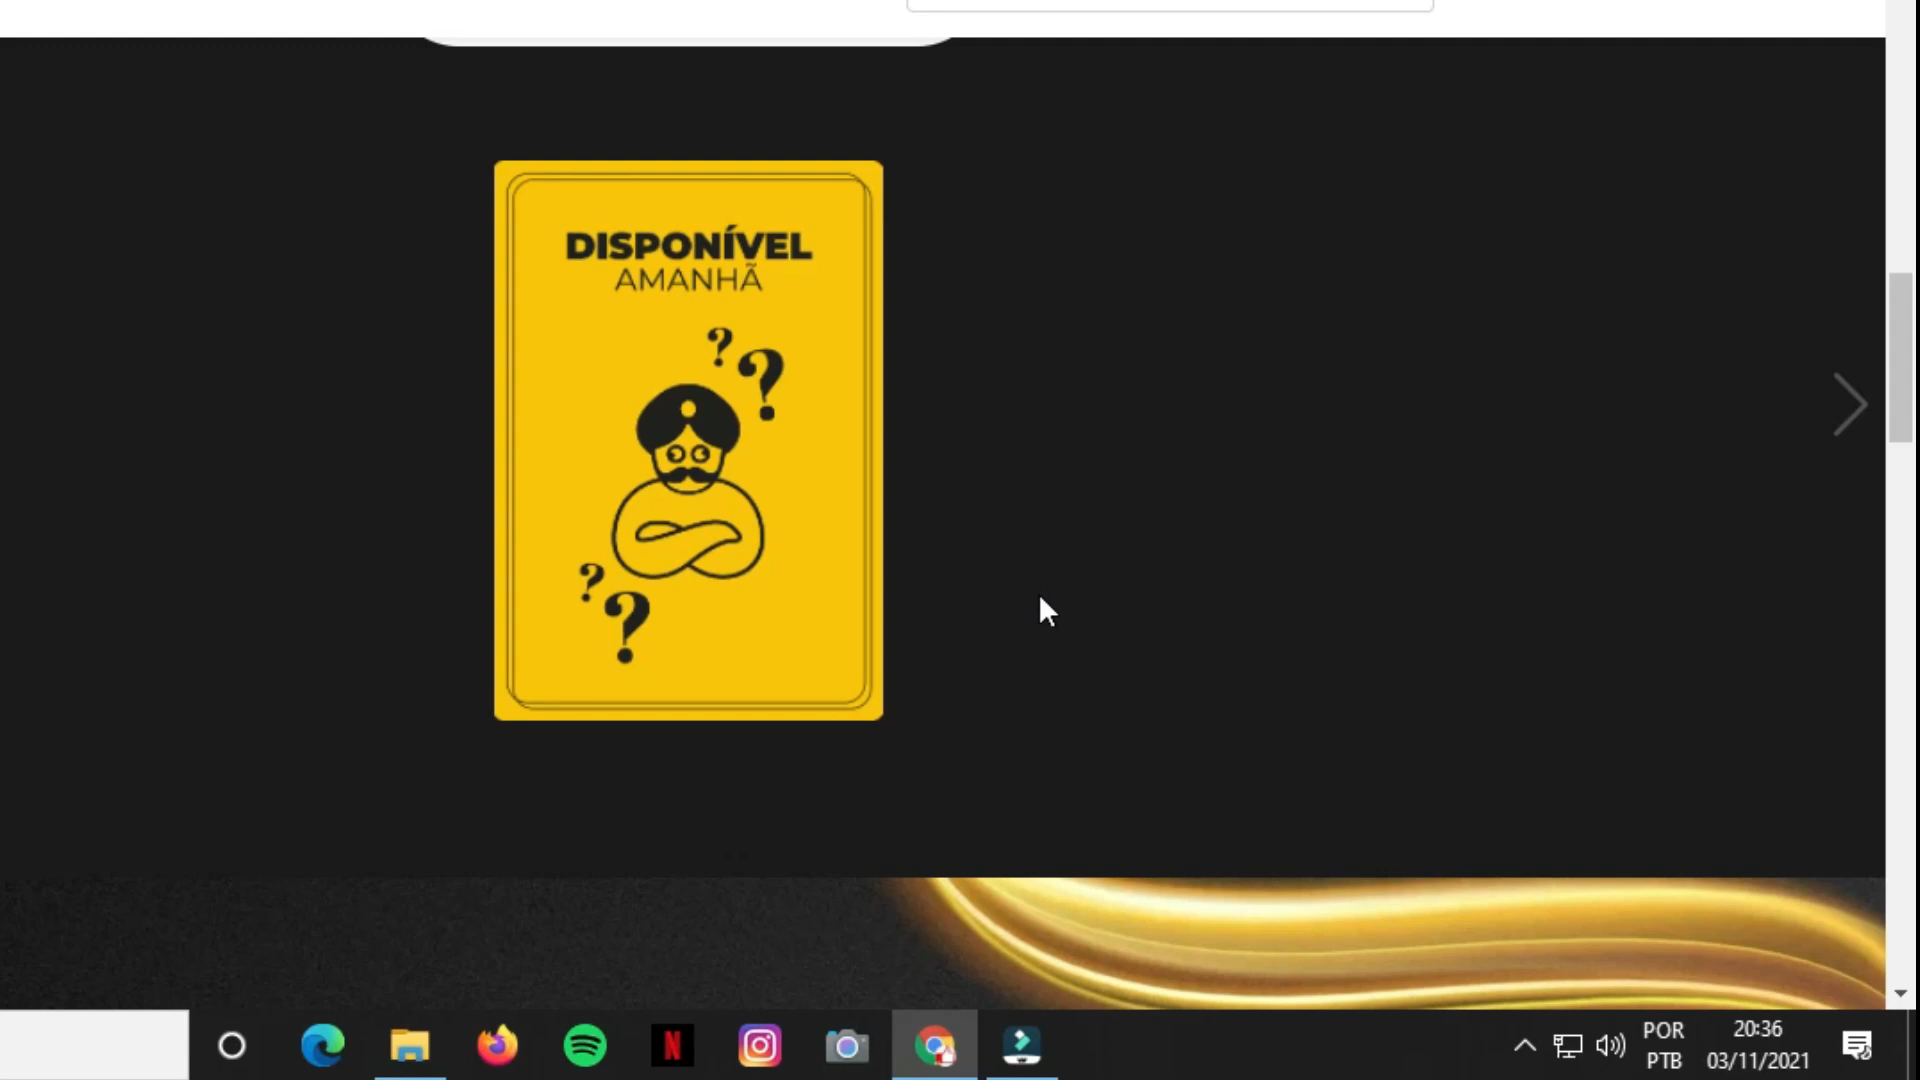 DISPONÍVEL
AMANHÃ
? ?
? ?
N
POR
PTB
20:36
03/11/2021